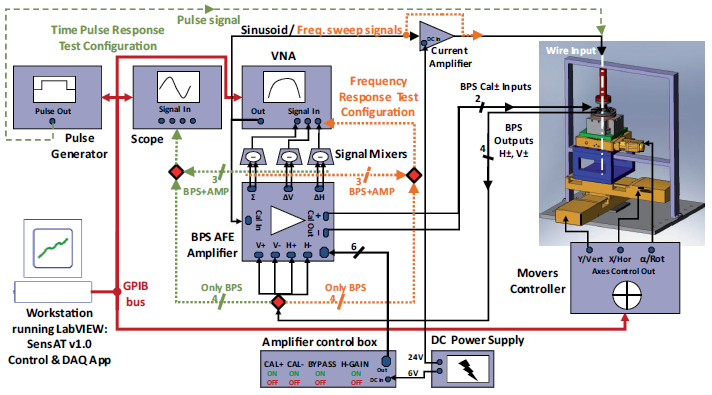 Pulse signal
Sinusoid / Freq. sweep signals
Time Pulse Response
Test Configuration
VNA
DC In
Current
Amplifier
Wire Input
Pulse Out
Signal In
Out
Signal In
Frequency
Response Test
Configuration
BPS Cal± Inputs
2
Pulse
Generator
Scope
Signal Mixers
BPS
Outputs
H±, V±
4
3
BPS+AMP
3
BPS+AMP
Σ
ΔV
ΔH
Cal In
Cal Out
+
–
BPS AFE
Amplifier
V+
V-
H+
H-
6
Y/Vert
X/Hor
α/Rot
Axes Control Out
Movers
Controller
GPIB
bus
Only BPS
4
Only BPS
4
Workstation
running LabVIEW:
SensAT v1.0
Control & DAQ App
Amplifier control box
DC Power Supply
CAL+
CAL-
BYPASS
H-GAIN
Out
ON
ON
ON
ON
DC In
OFF
OFF
OFF
OFF
24V
6V